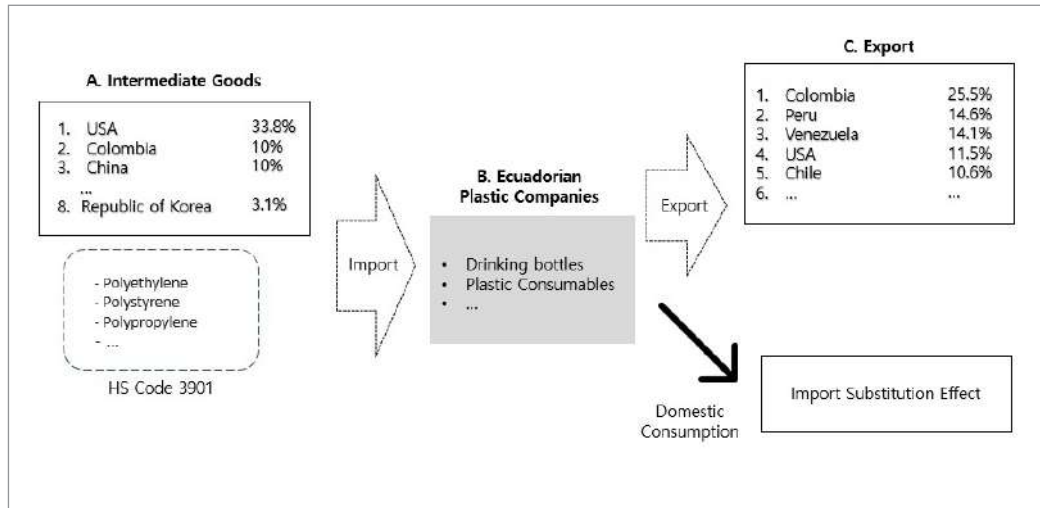 A. Intermediate Goods
1. USA 33.8%
2. Colombia 10%
3. China 10%
...
8. Republic of Korea 3.1%
- Polyethylene
- Polystyrene
- Polypropylene
- ...
HS Code 3901
Import
B. Ecuadorian
Plastic Companies
• Drinking bottles
• Plastic Consumables
• ...
Export
C. Export
1. Colombia 25.5%
2. Peru 14.6%
3. Venezuela 14.1%
4. USA 11.5%
5. Chile 10.6%
6. ... ...
Domestic
Consumption
Import Substitution Effect